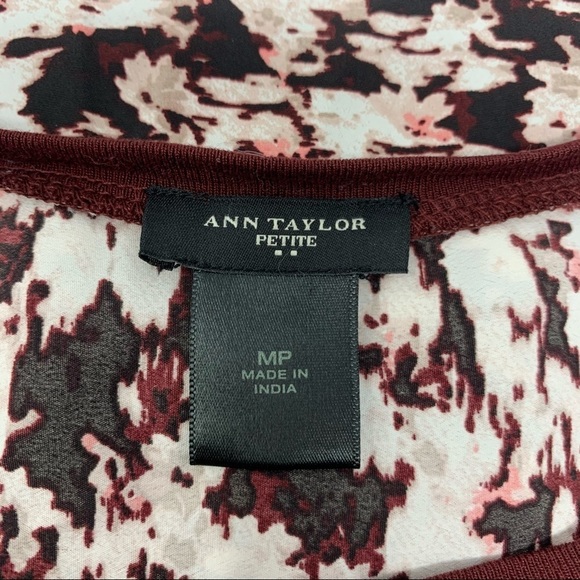 ANN TAYLOR
PETITE
MP
MADE IN
INDIA